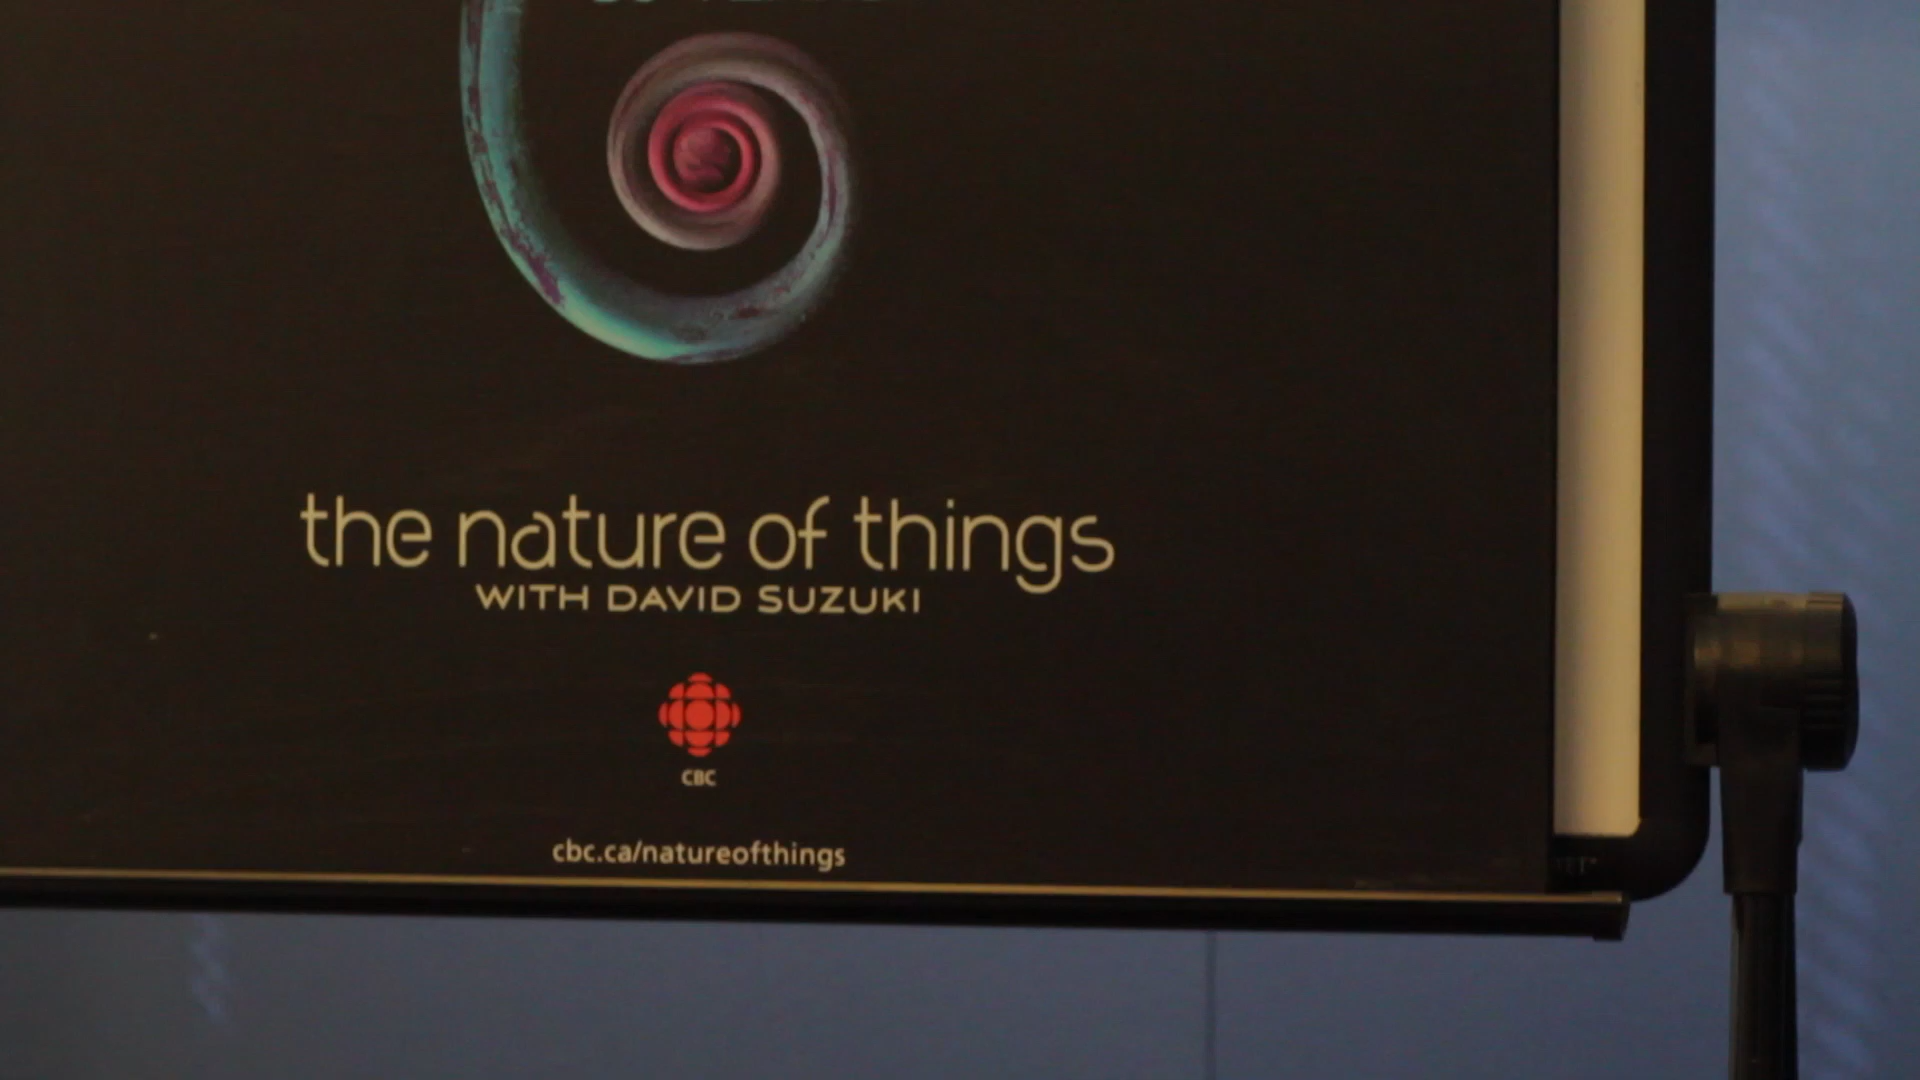 the nature of things
WITH DAVID SUZUKI
CBC
cbc.ca/natureofthings